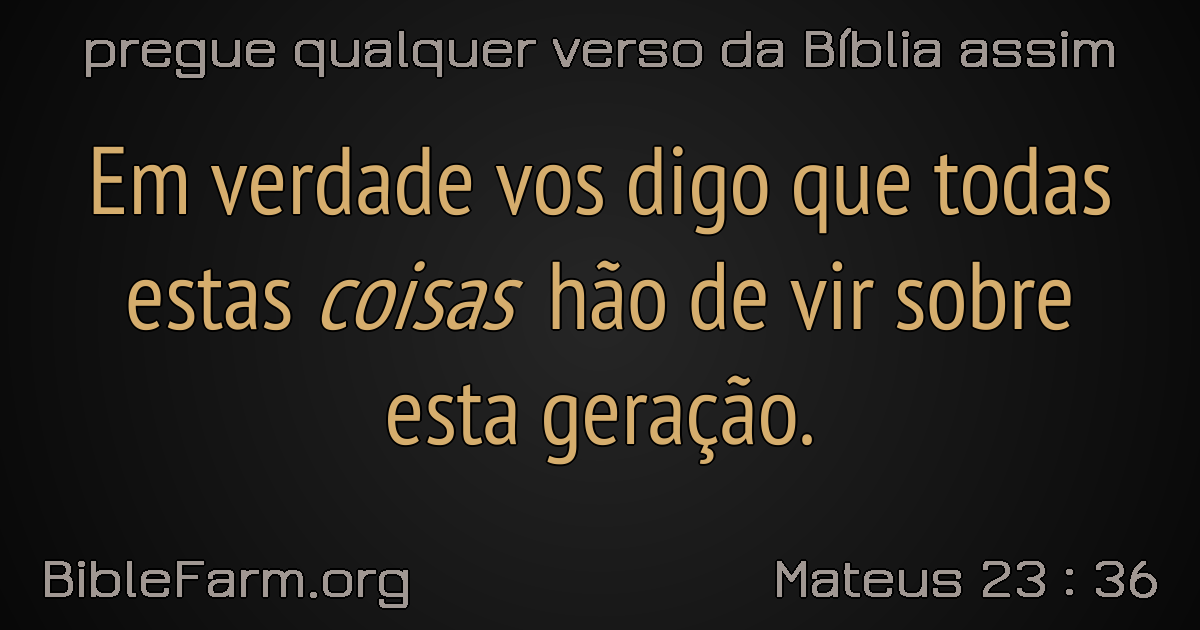 pregue qualquer verso da Bíblia assim
Em verdade vos digo que todas
estas coisas hão de vir sobre
esta geração.
BibleFarm.org
Mateus 23 : 36